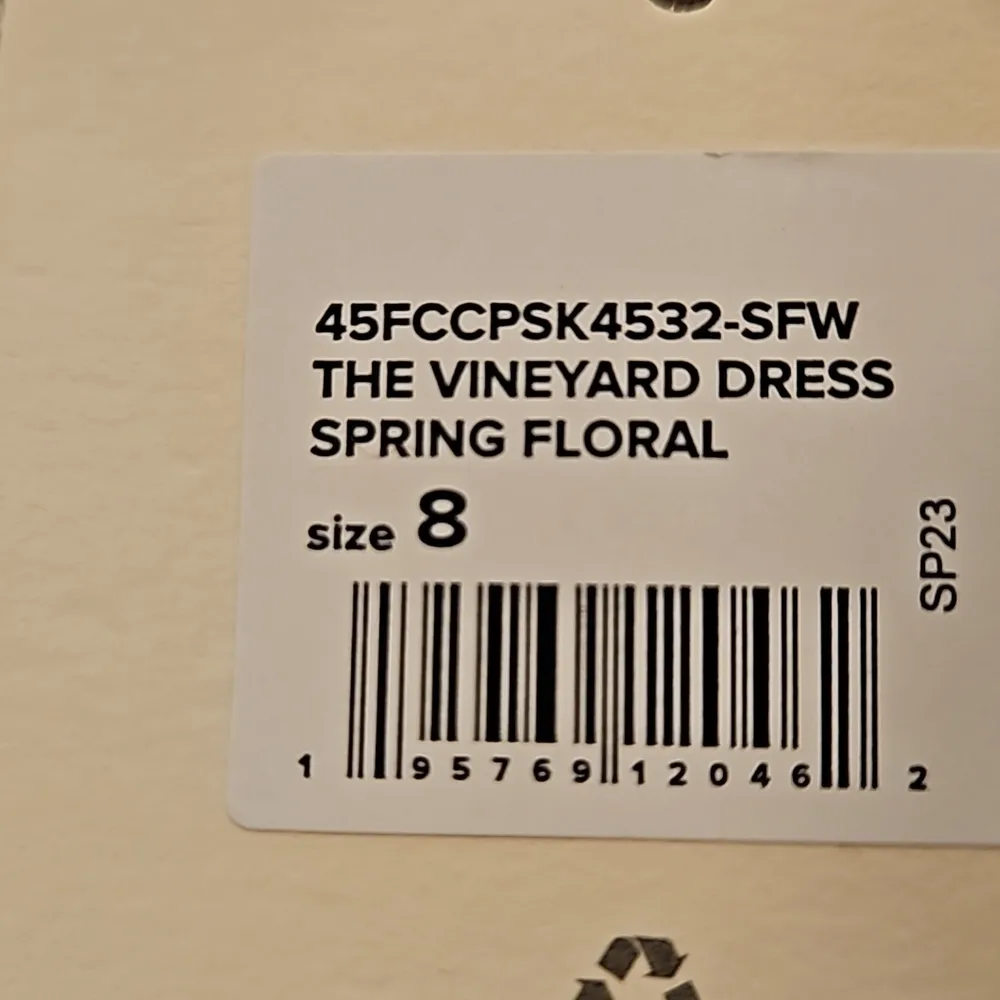 45FCCPSK4532-SFW
THE VINEYARD DRESS
SPRING FLORAL
size 8
SP23
1 95769 12046 2